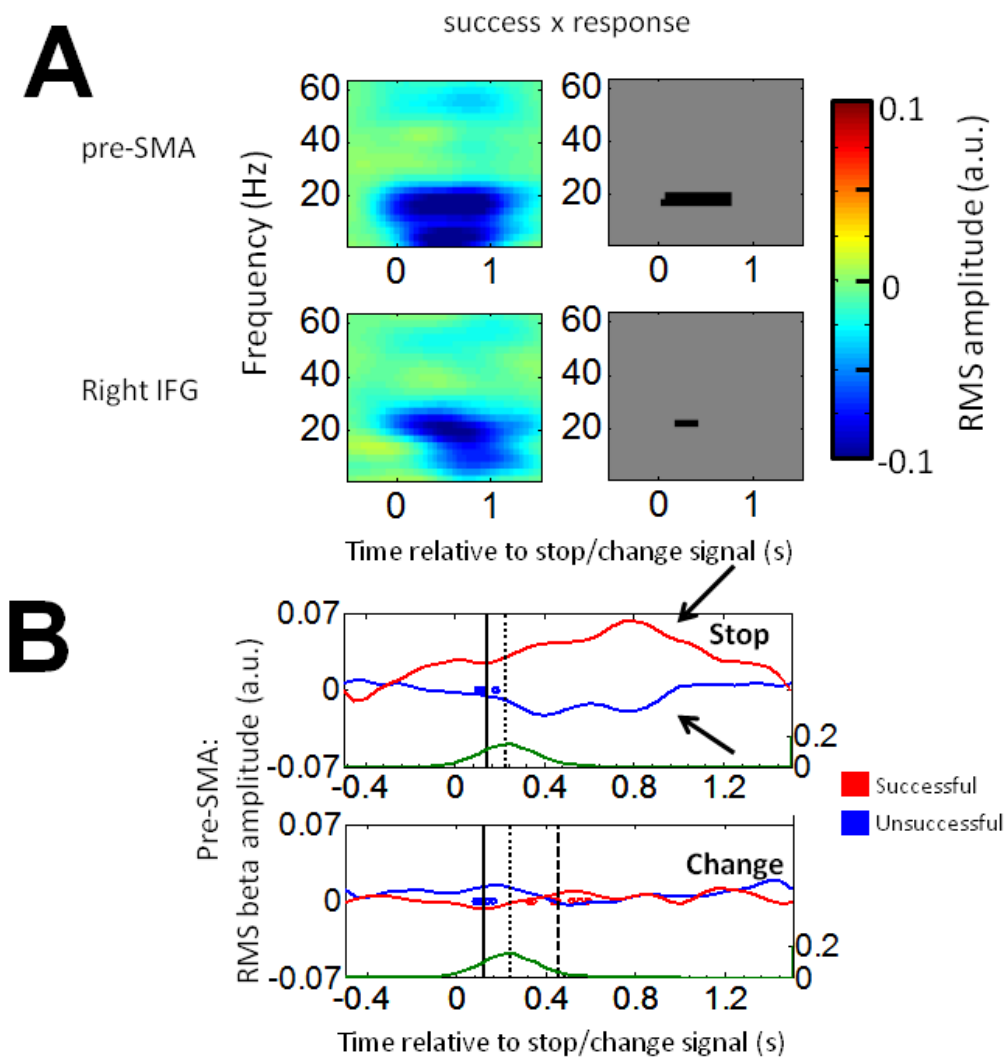 A
success x response
pre-SMA
Frequency (Hz)
60
40
20
0 1
60
40
20
0 1
0.1
0
-0.1
RMS amplitude (a.u.)
Right IFG
60
40
20
0 1
60
40
20
0 1
Time relative to stop/change signal (s)
B
Pre-SMA:
RMS beta amplitude (a.u.)
0.07
0
-0.07
Stop
0.2
0
-0.4 0 0.4 0.8 1.2
Successful
Unsuccessful
0.07
0
-0.07
Change
0.2
0
-0.4 0 0.4 0.8 1.2
Time relative to stop/change signal (s)